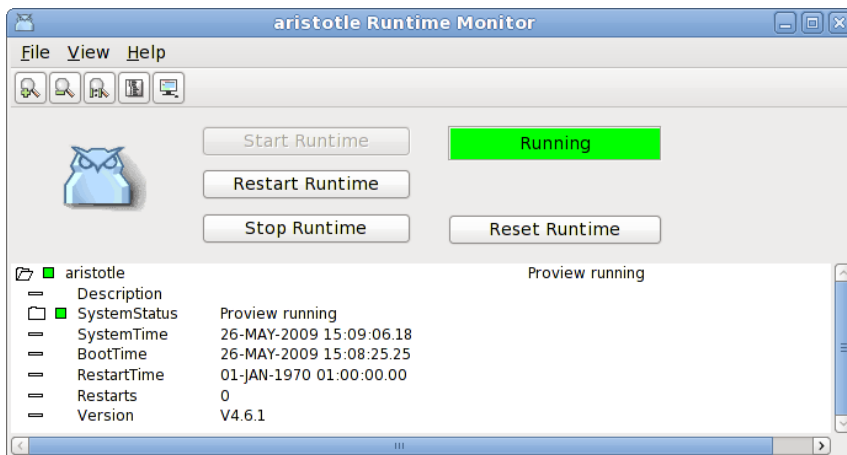 aristotle Runtime Monitor
File View Help
Start Runtime
Running
Restart Runtime
Stop Runtime
Reset Runtime
aristotle Proview running
Description
SystemStatus Proview running
SystemTime 26-MAY-2009 15:09:06.18
BootTime 26-MAY-2009 15:08:25.25
RestartTime 01-JAN-1970 01:00:00.00
Restarts 0
Version V4.6.1